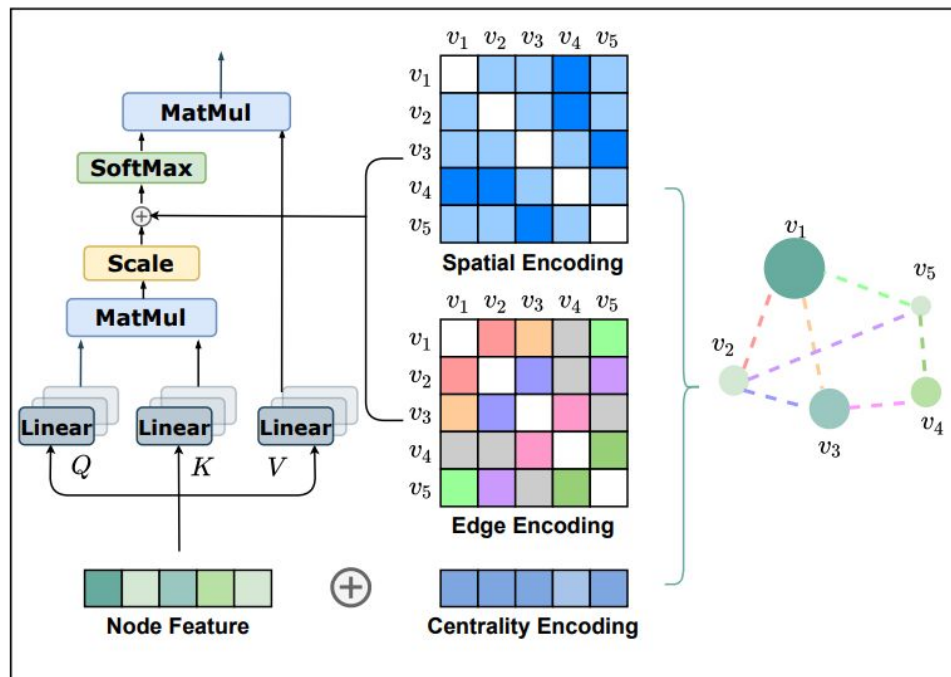 MatMul
SoftMax
+
Scale
MatMul
Linear
Linear
Linear
Q
K
V
Node Feature
v1 v2 v3 v4 v5
v1
v2
v3
v4
v5
Spatial Encoding
v1 v2 v3 v4 v5
v1
v2
v3
v4
v5
Edge Encoding
+
Centrality Encoding
v1
v5
v2
v3
v4